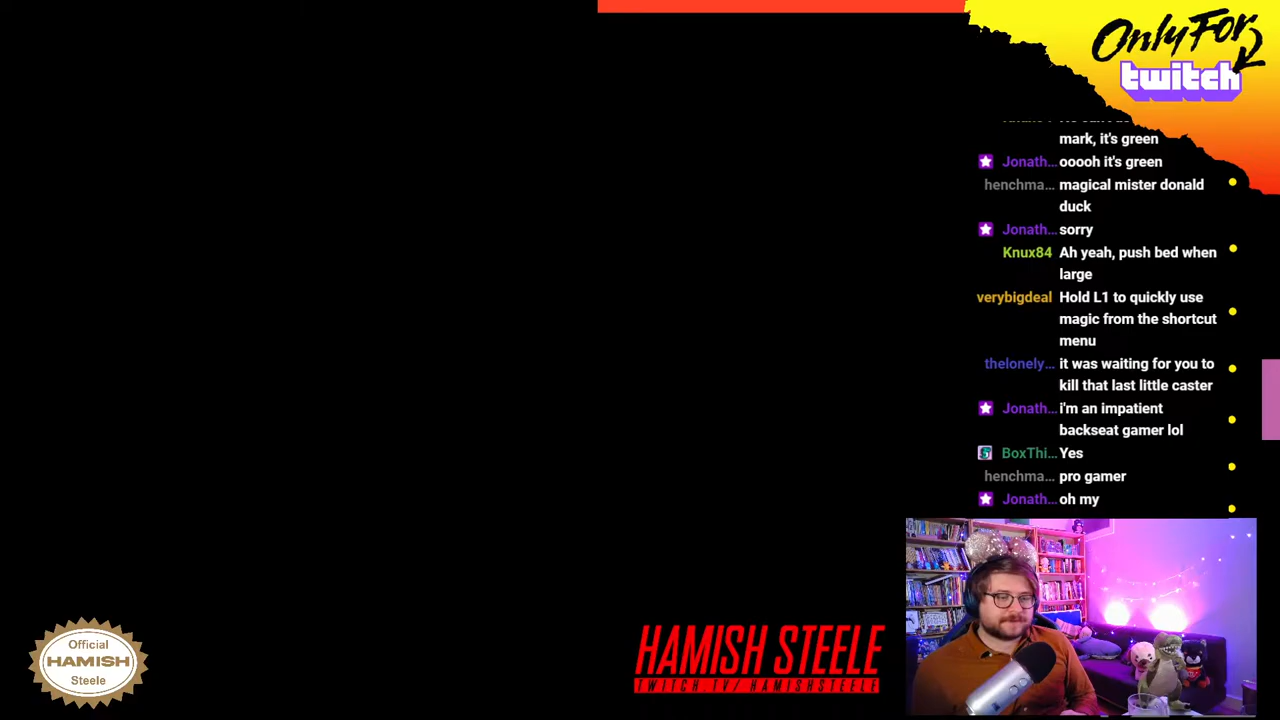 OnlyFor
twitch
mark, it's green
Jonath... ooooh it's green
henchma... magical mister donald
duck
Jonath... sorry
Knux84 Ah yeah, push bed when
large
verybigdeal Hold L1 to quickly use
magic from the shortcut
menu
thelonely... it was waiting for you to
kill that last little caster
Jonath... i'm an impatient
backseat gamer lol
BoxThi... Yes
henchma... pro gamer
Jonath... oh my
Official
HAMISH
Steele
HAMISH STEELE
TWITCH.TV/HAMISHSTEELE